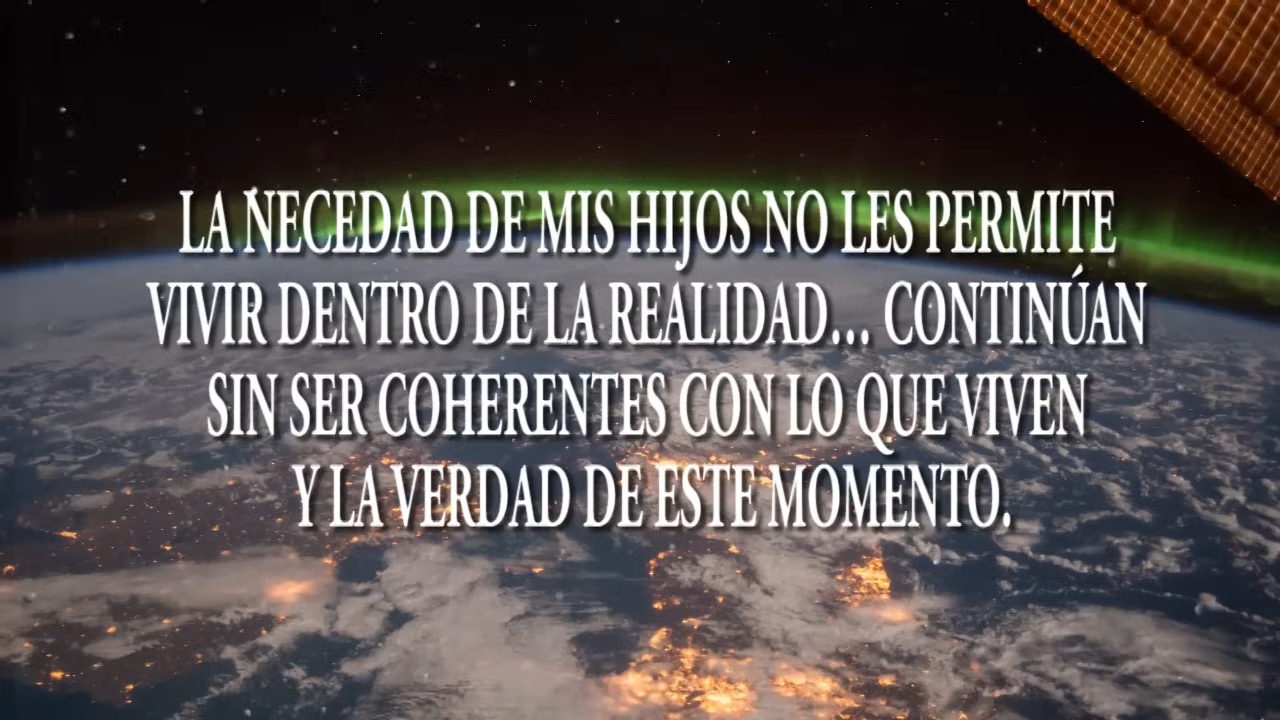 LA NECEDAD DE MIS HIJOS NO LES PERMITE
VIVIR DENTRO DE LA REALIDAD... CONTINÚAN
SIN SER COHERENTES CON LO QUE VIVEN
Y LA VERDAD DE ESTE MOMENTO.